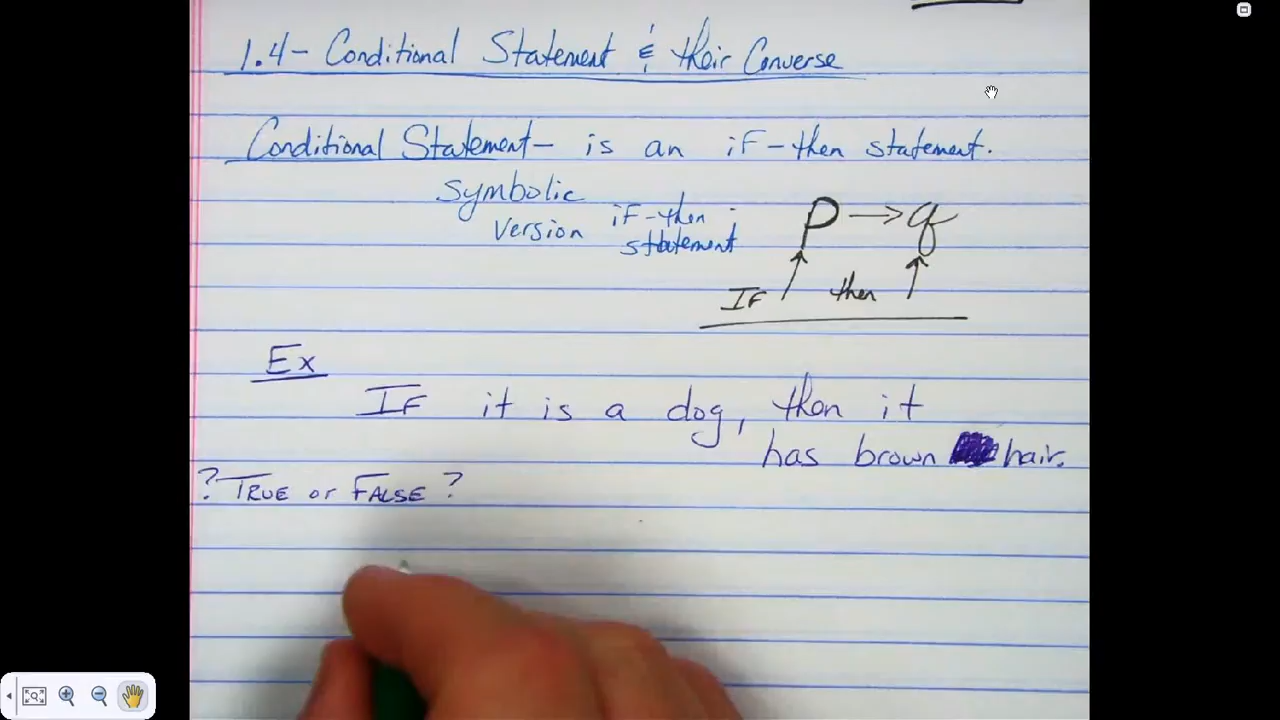 1.4 - Conditional Statement & their Converse
Conditional Statement - is an if-then statement.
Symbolic
version if-then : P → q
statement
If then
Ex
If it is a dog, then it
has brown hair.
? TRUE or FALSE ?